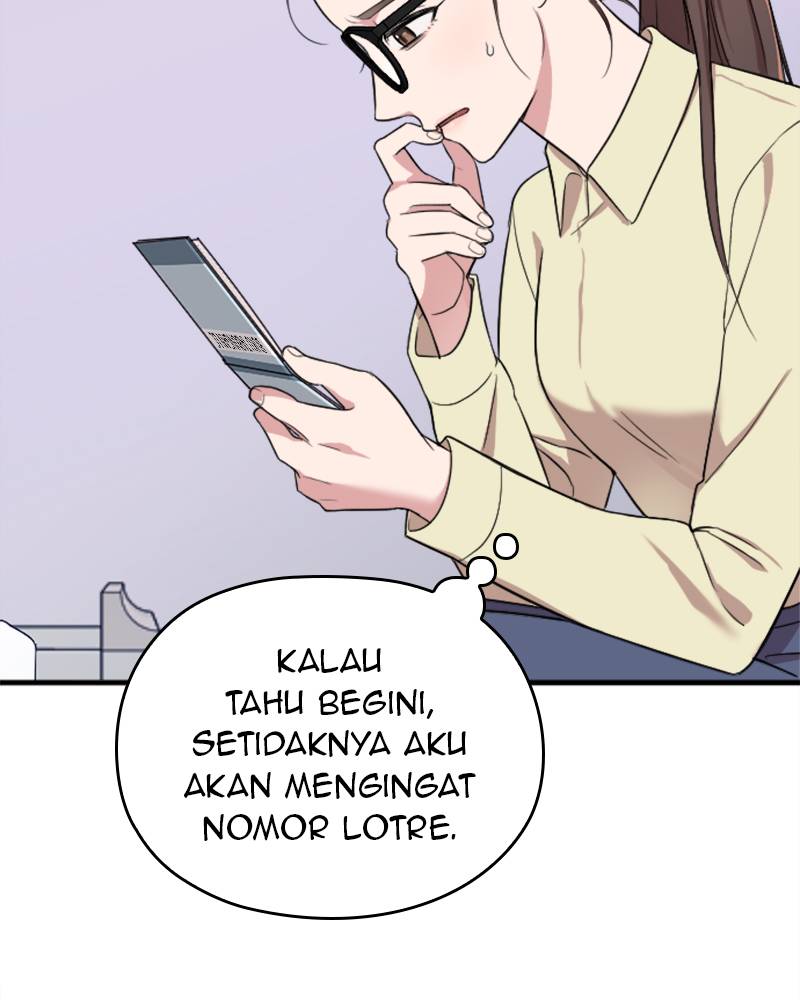 KALAU
TAHU BEGINI,
SETIDAKNYA AKU
AKAN MENGINGAT
NOMOR LOTRE.